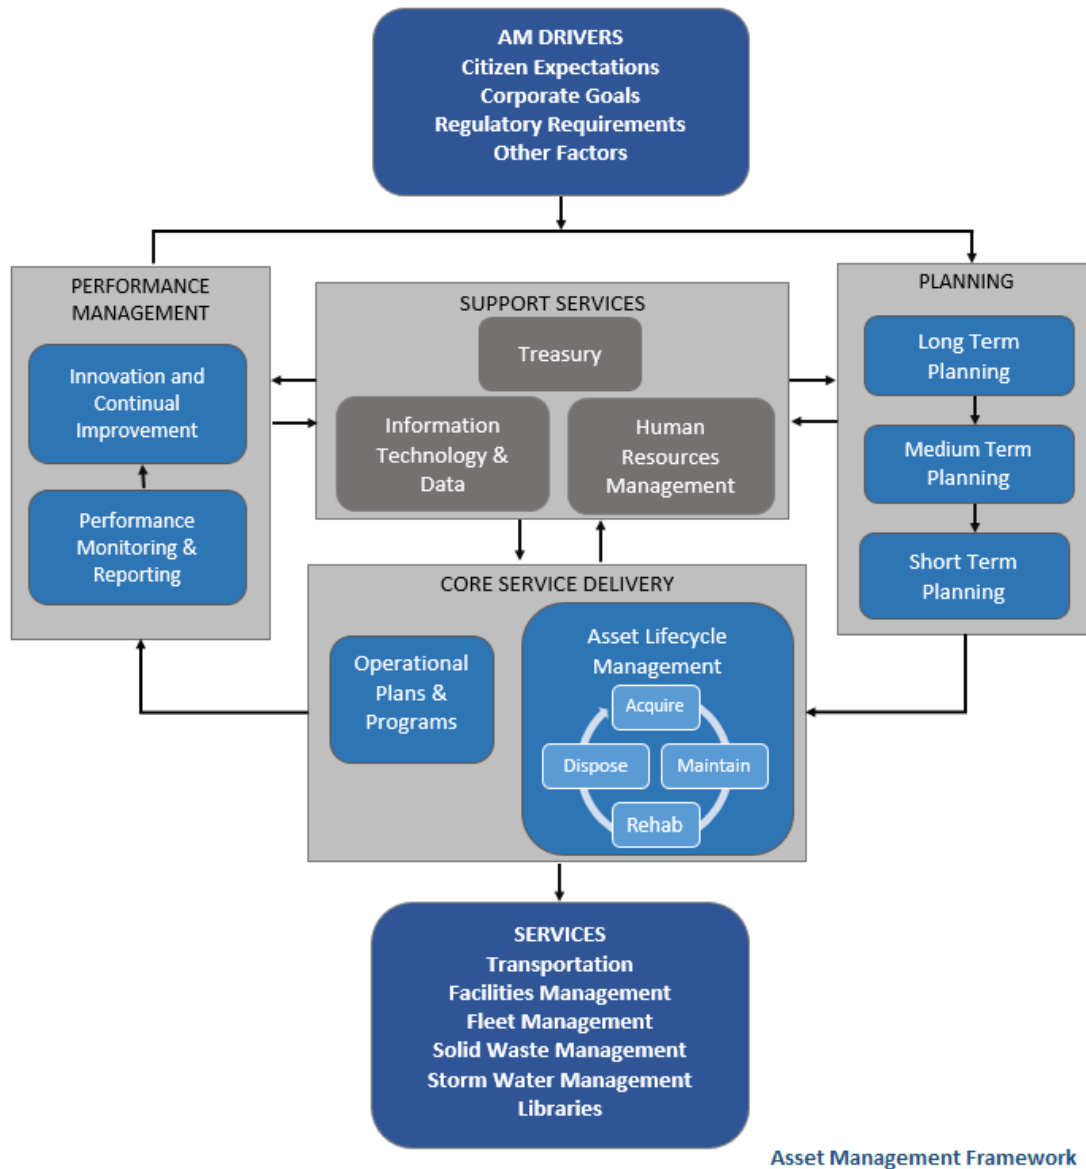 AM DRIVERS
Citizen Expectations
Corporate Goals
Regulatory Requirements
Other Factors
PERFORMANCE
MANAGEMENT
Innovation and
Continual
Improvement
Performance
Monitoring &
Reporting
SUPPORT SERVICES
Treasury
Information
Technology &
Data
Human
Resources
Management
PLANNING
Long Term
Planning
Medium Term
Planning
Short Term
Planning
CORE SERVICE DELIVERY
Operational
Plans &
Programs
Asset Lifecycle
Management
Acquire
Dispose
Maintain
Rehab
SERVICES
Transportation
Facilities Management
Fleet Management
Solid Waste Management
Storm Water Management
Libraries
Asset Management Framework